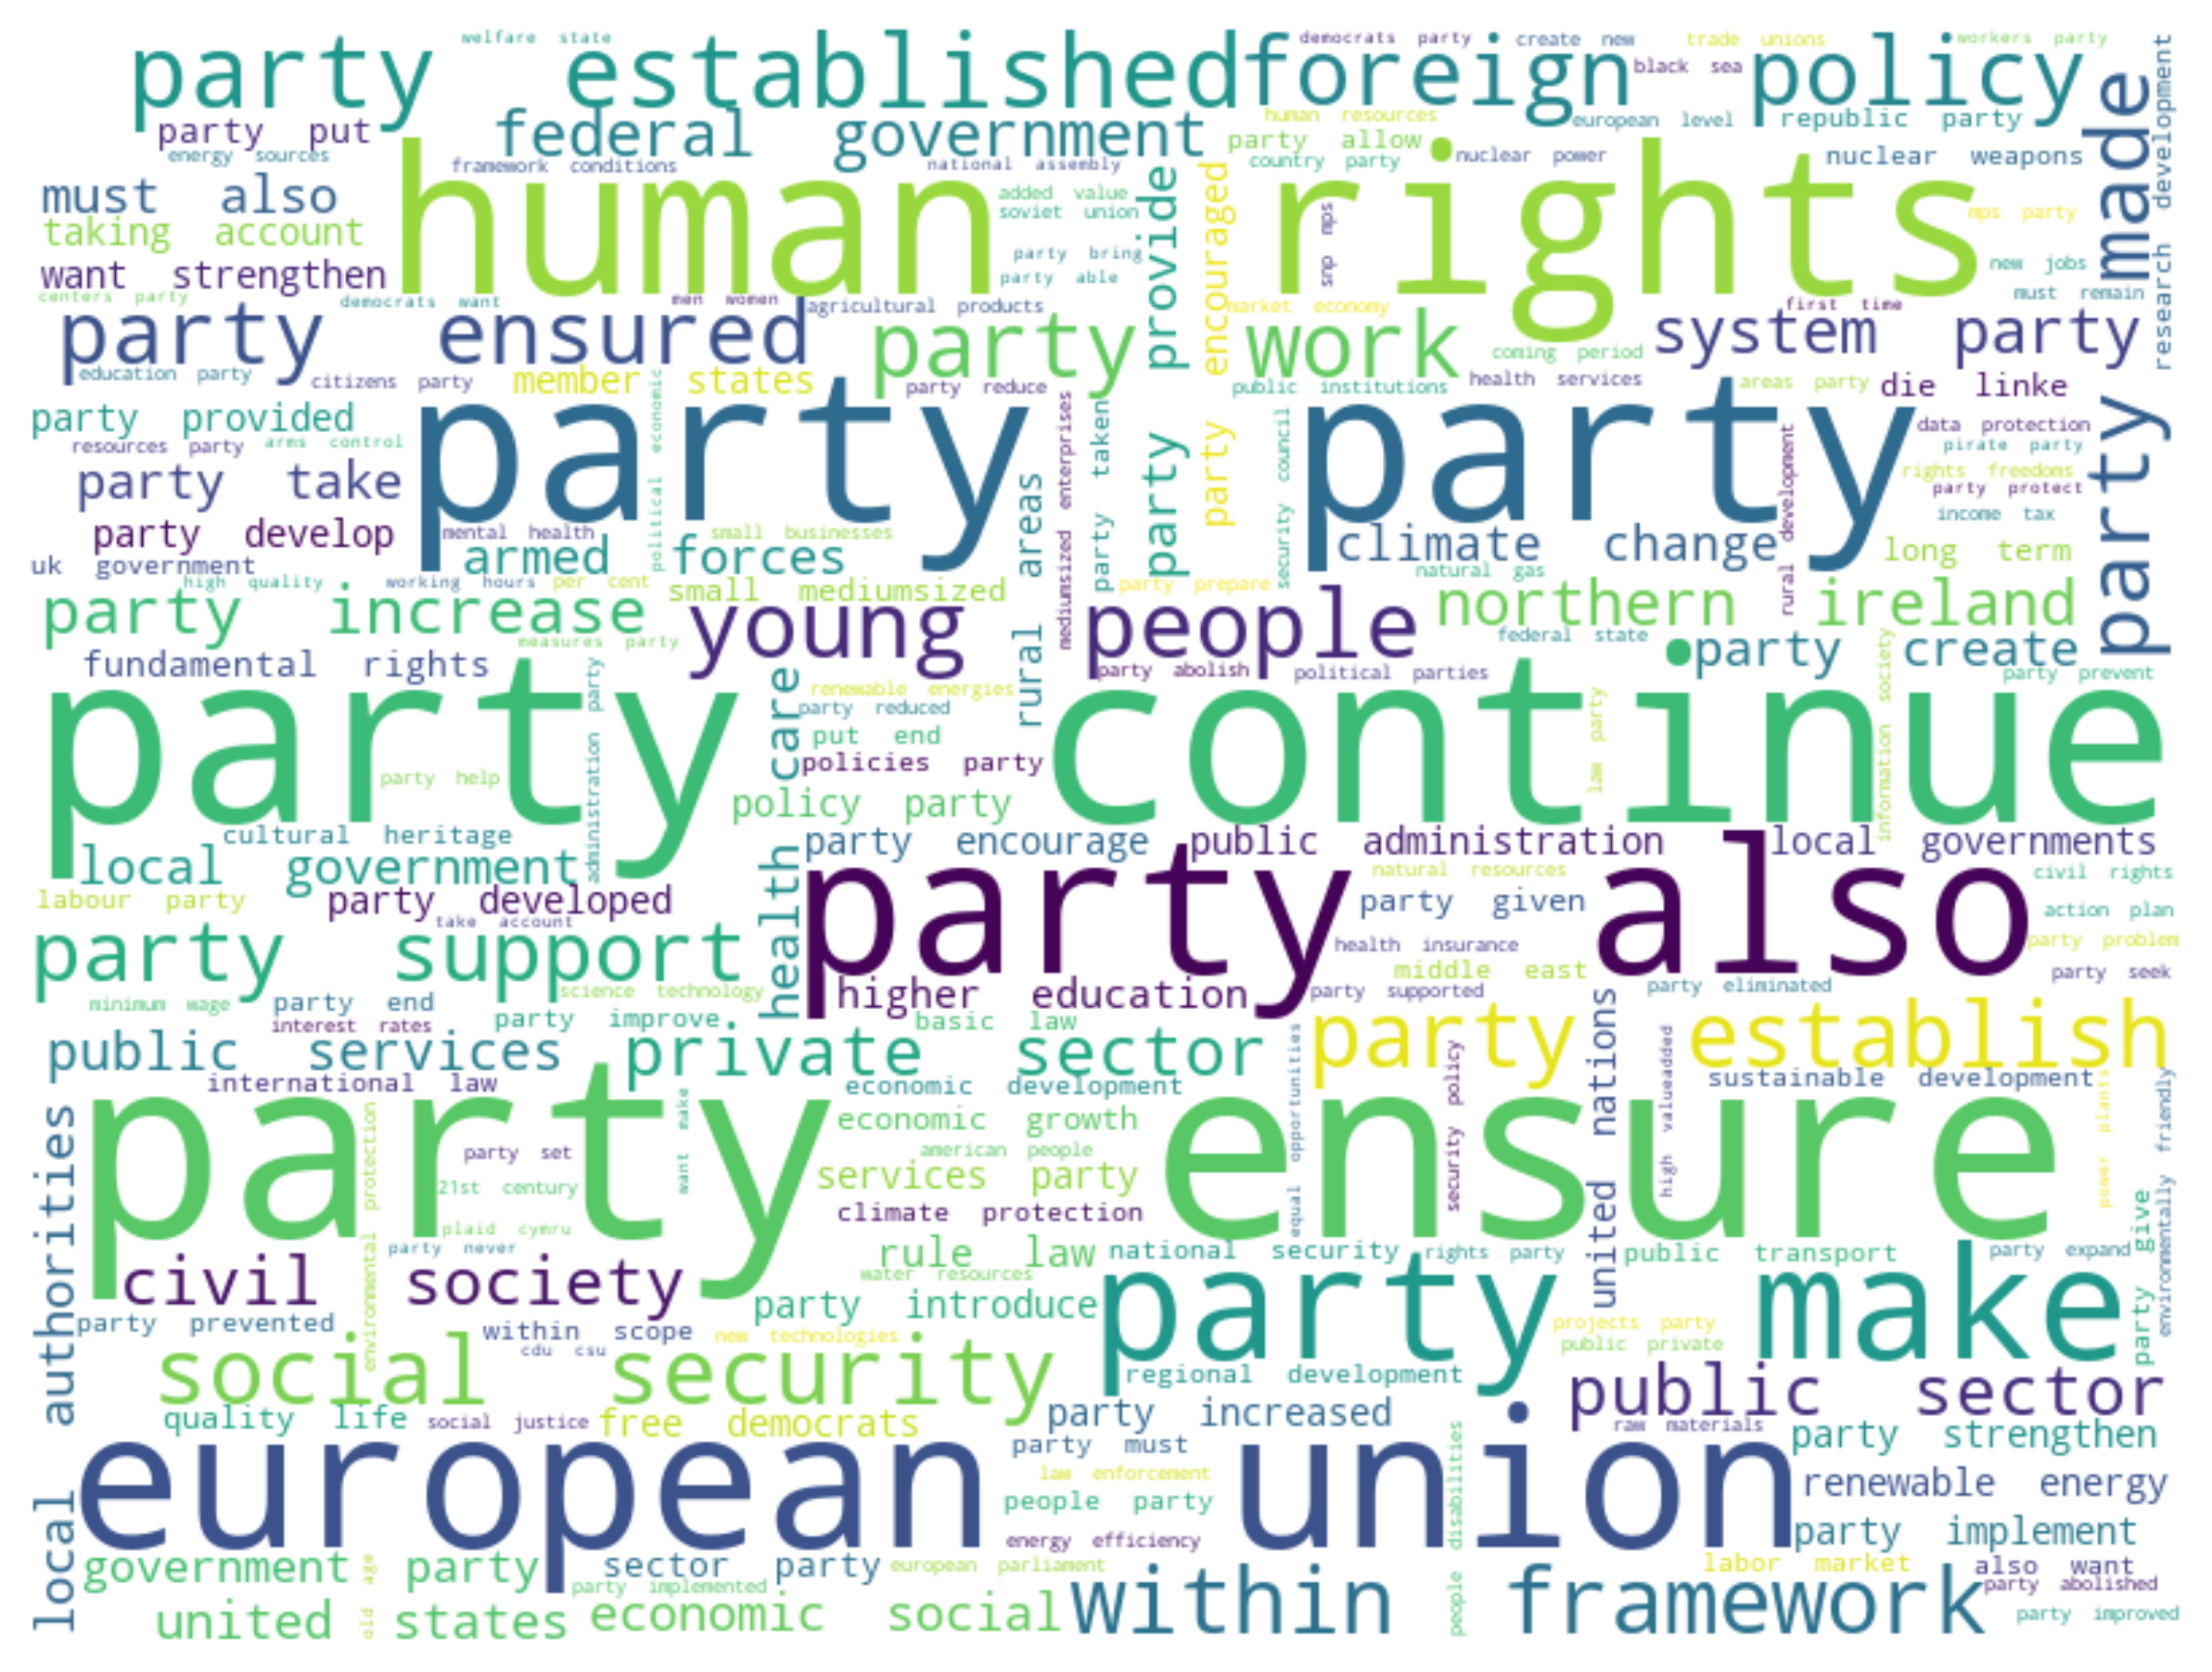 welfare state
party established
foreign policy
democrats party
create new
trade unions
workers party
black sea
party put
federal government
human resources
european level
republic party
energy sources
framework conditions
national assembly
party allow
country party
nuclear power
nuclear weapons
party made
research development
must also
human rights
added value
soviet union
party provide
party encouraged
snp mps
mps party
taking account
party bring
want strengthen
party able
new jobs
centers party
democrats want
men women
agricultural products
market economy
first time
must remain
party ensured
party work
coming period
system party
education party
citizens party
member states
political economic
party reduce
public institutions
health services
areas party
die linke
party provided
party party
mediumsized enterprises
party taken
security council
rural development
data protection
resources party
arms control
pirate party
party take
rural areas
rights freedoms
party protect
income tax
party develop
mental health
small businesses
armed forces
climate change
long term
uk government
high quality
working hours
per cent
small mediumsized
party prepare
natural gas
party increase
young people
northern ireland
measures party
federal state
party create
information society
fundamental rights
party abolish
political parties
party prevent
party continue
administration party
health care
renewable energies
party reduced
law party
put end
policies party
party help
policy party
cultural heritage
party encourage
public administration
local governments
local government
party also
natural resources
civil rights
labour party
party developed
party given
action plan
take account
party support
health insurance
party problem
middle east
party seek
science technology
higher education
party supported
party eliminated
minimum wage
party end
united nations
interest rates
party improve
basic law
party establish
public services
private sector
equal opportunities
security policy
high valueadded
international law
economic development
sustainable development
power plants
environmentally friendly
party ensure
want make
local authorities
environmental protection
economic growth
party set
american people
services party
21st century
party give
climate protection
plaid cymru
party never
rule law
national security
rights party
public transport
party expand
civil society
water resources
party make
party introduce
party prevented
within scope
new technologies
projects party
cdu csu
public private
social security
regional development
public sector
quality life
social justice
free democrats
party increased
raw materials
people disabilities
party strengthen
european union
party must
law enforcement
renewable energy
people party
party implement
energy efficiency
government party
old age
sector party
european parliament
labor market
also want
party implemented
within framework
party abolished
united states
economic social
party improved